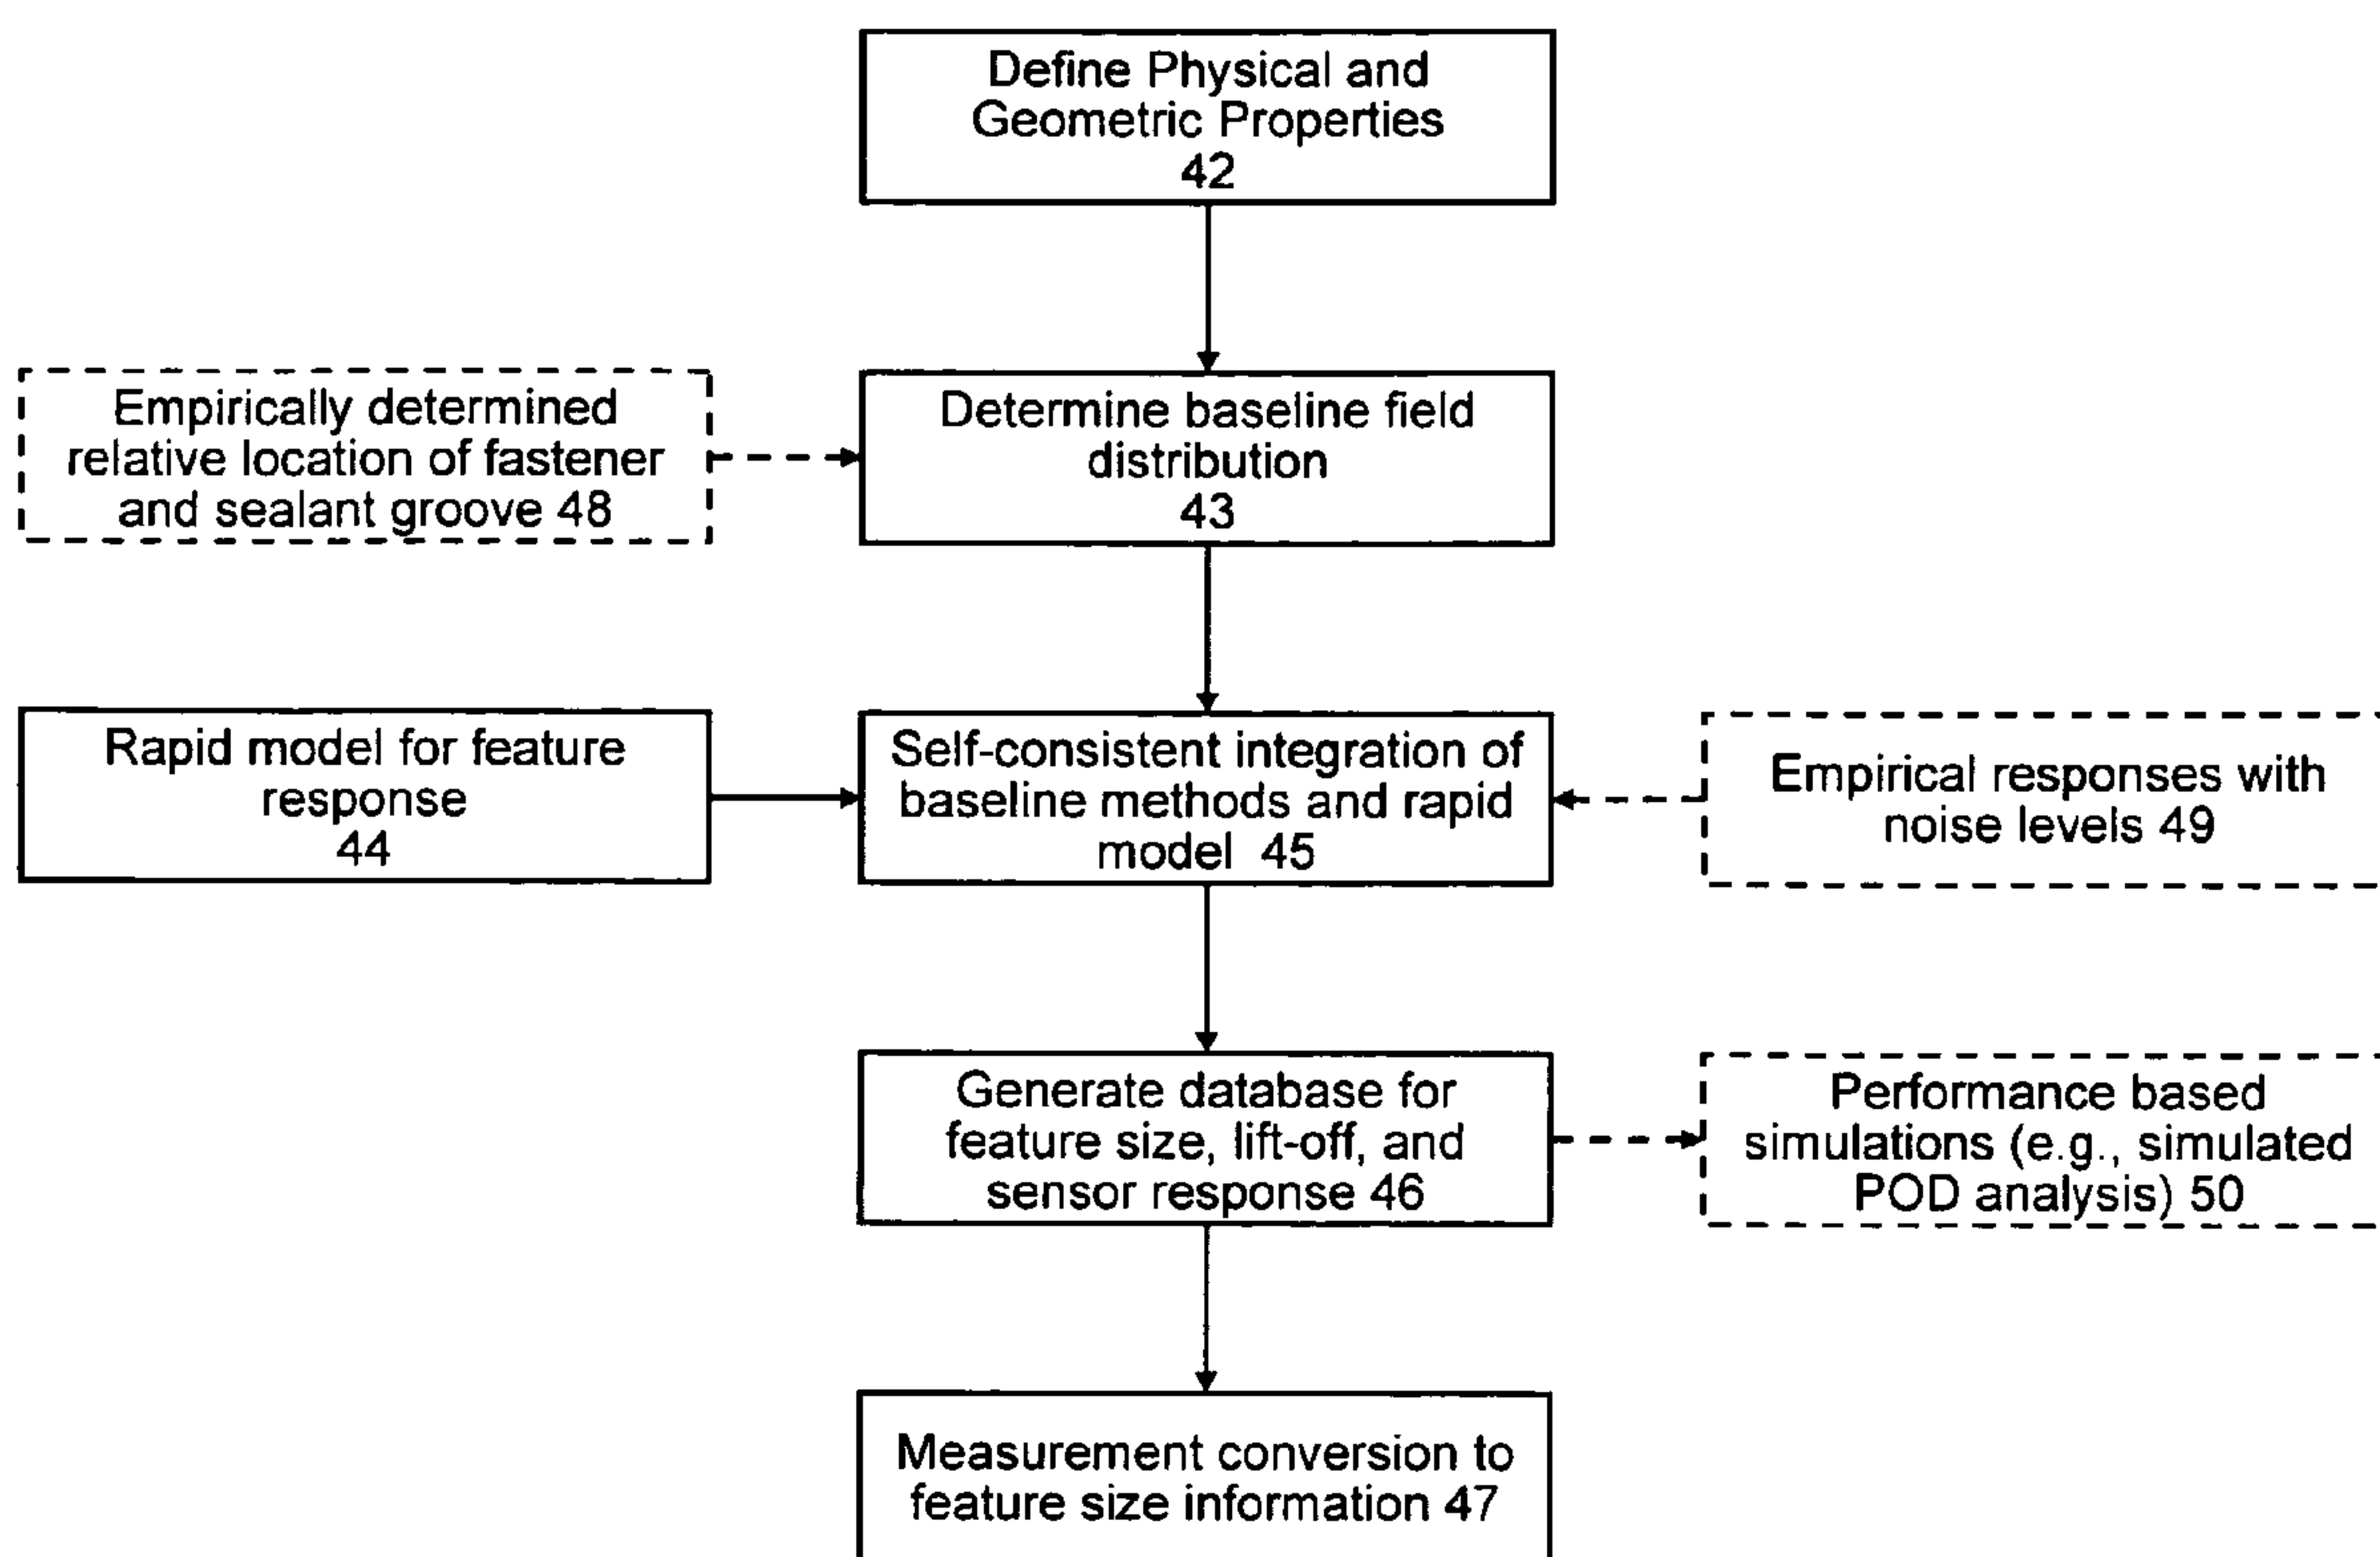 Define Physical and
Geometric Properties
42
Empirically determined
relative location of fastener
and sealant groove 48
Determine baseline field
distribution
43
Rapid model for feature
response
44
Self-consistent integration of
baseline methods and rapid
model 45
Empirical responses with
noise levels 49
Generate database for
feature size, lift-off, and
sensor response 46
Performance based
simulations (e.g., simulated
POD analysis) 50
Measurement conversion to
feature size information 47